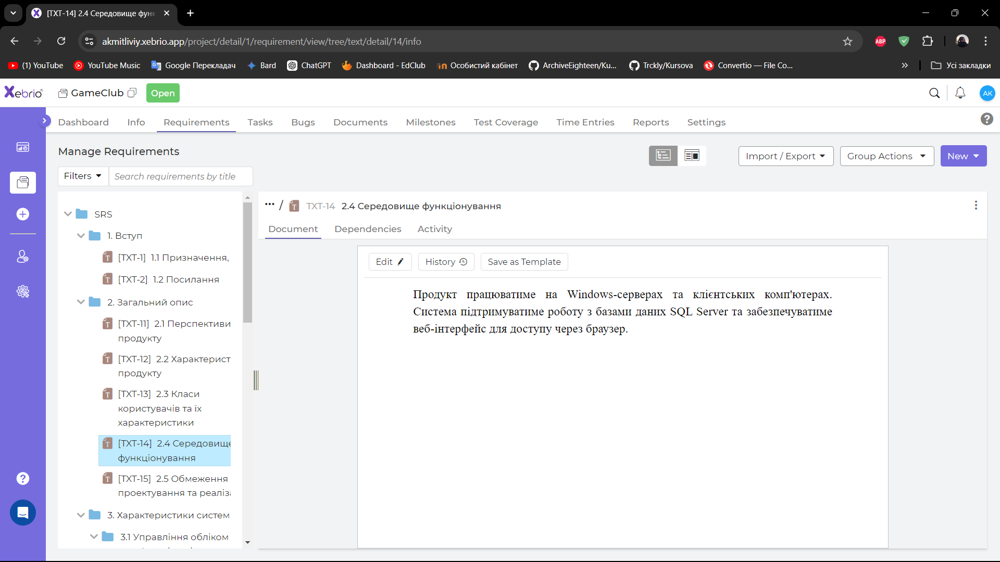 [TXT-14] 2.4 Середовище функ
akmitliviy.xebrio.app/project/detail/1/requirement/view/tree/text/detail/14/info
ABP
(1) YouTube
YouTube Music
Google Перекладач
Bard
ChatGPT
Dashboard - EdClub
Особистий кабінет
ArchiveEighteen/Ku...
Trckly/Kursova
Convertio — File Co...
Усі закладки
Xebrio
GameClub
Open
AK
Dashboard
Info
Requirements
Tasks
Bugs
Documents
Milestones
Test Coverage
Time Entries
Reports
Settings
Manage Requirements
Import / Export
Group Actions
New
Filters
Search requirements by title
SRS
1. Вступ
[TXT-1] 1.1 Призначення,
[TXT-2] 1.2 Посилання
2. Загальний опис
[TXT-11] 2.1 Перспективи
продукту
[TXT-12] 2.2 Характерист
продукту
[TXT-13] 2.3 Класи
користувачів та їх
характеристики
[TXT-14] 2.4 Середовище
функціонування
[TXT-15] 2.5 Обмеження
проектування та реаліза
3. Характеристики систем
3.1 Управління обліком
... / TXT-14 2.4 Середовище функціонування
Document
Dependencies
Activity
Edit
History
Save as Template
Продукт працюватиме на Windows-серверах та клієнтських комп'ютерах.
Система підтримуватиме роботу з базами даних SQL Server та забезпечуватиме
веб-інтерфейс для доступу через браузер.